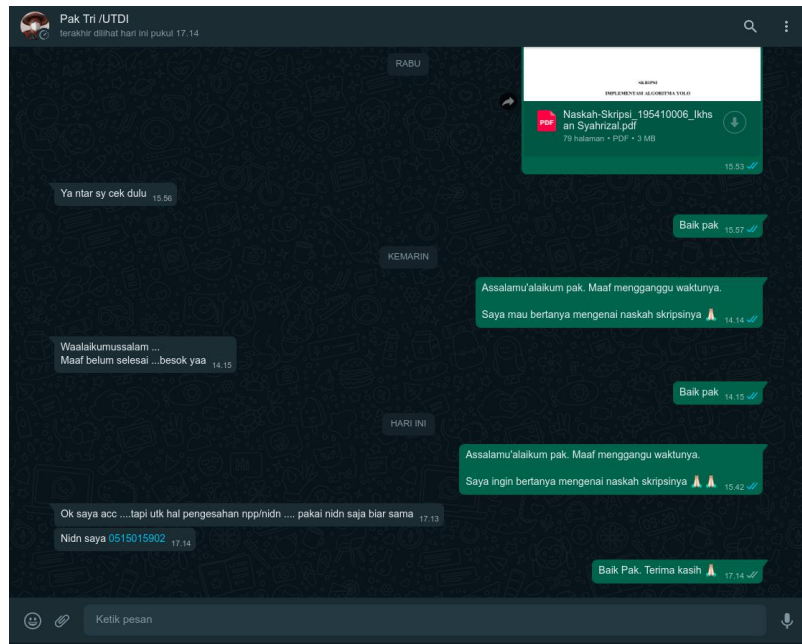 Pak Tri /UTDI
terakhir dilihat hari ini pukul 17.14
RABU
SKRIPSI
IMPLEMENTASI ALGORITMA YOLO
PDF
Naskah-Skripsi_195410006_Ikhs
an Syahrizal.pdf
79 halaman • PDF • 3 MB
15.53
Ya ntar sy cek dulu 15.56
Baik pak 15.57
KEMARIN
Assalamu'alaikum pak. Maaf mengganggu waktunya.
Saya mau bertanya mengenai naskah skripsinya 🙏🏻 14.14
Waalaikumussalam ...
Maaf belum selesai ...besok yaa 14.15
Baik pak 14.15
HARI INI
Assalamu'alaikum pak. Maaf menggangu waktunya.
Saya ingin bertanya mengenai naskah skripsinya 🙏🏻 🙏🏻 15.42
Ok saya acc ....tapi utk hal pengesahan npp/nidn .... pakai nidn saja biar sama 17.13
Nidn saya 0515015902 17.14
Baik Pak. Terima kasih 🙏🏻 17.14
Ketik pesan